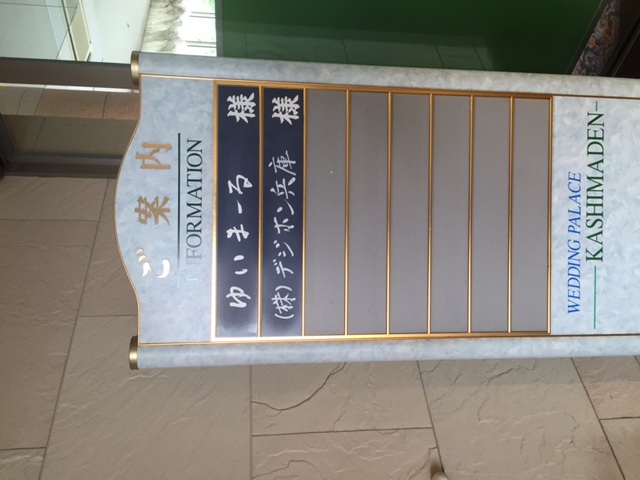 ご案内
INFORMATION
ゆいまーる 様
(株)デジポン兵庫 様
WEDDING PALACE
KASHIMADEN